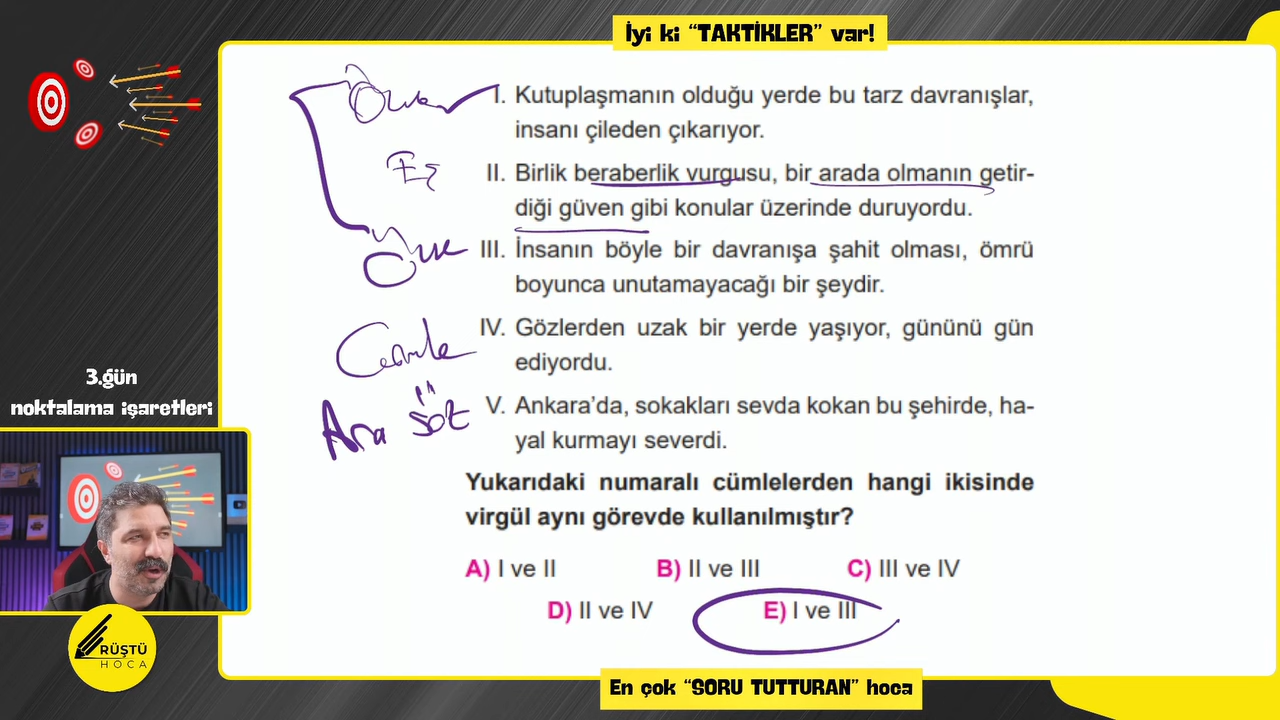 İyi ki “TAKTİKLER” var!
I. Kutuplaşmanın olduğu yerde bu tarz davranışlar,
insanı çileden çıkarıyor.
II. Birlik beraberlik vurgusu, bir arada olmanın getir-
diği güven gibi konular üzerinde duruyordu.
III. İnsanın böyle bir davranışa şahit olması, ömrü
boyunca unutamayacağı bir şeydir.
IV. Gözlerden uzak bir yerde yaşıyor, gününü gün
ediyordu.
Ara söz
V. Ankara’da, sokakları sevda kokan bu şehirde, ha-
yal kurmayı severdi.
Yukarıdaki numaralı cümlelerden hangi ikisinde
virgül aynı görevde kullanılmıştır?
A) I ve II B) II ve III C) III ve IV
D) II ve IV E) I ve III
3.gün
noktalama işaretleri
RÜŞTÜ
HOCA
En çok “SORU TUTTURAN” hoca